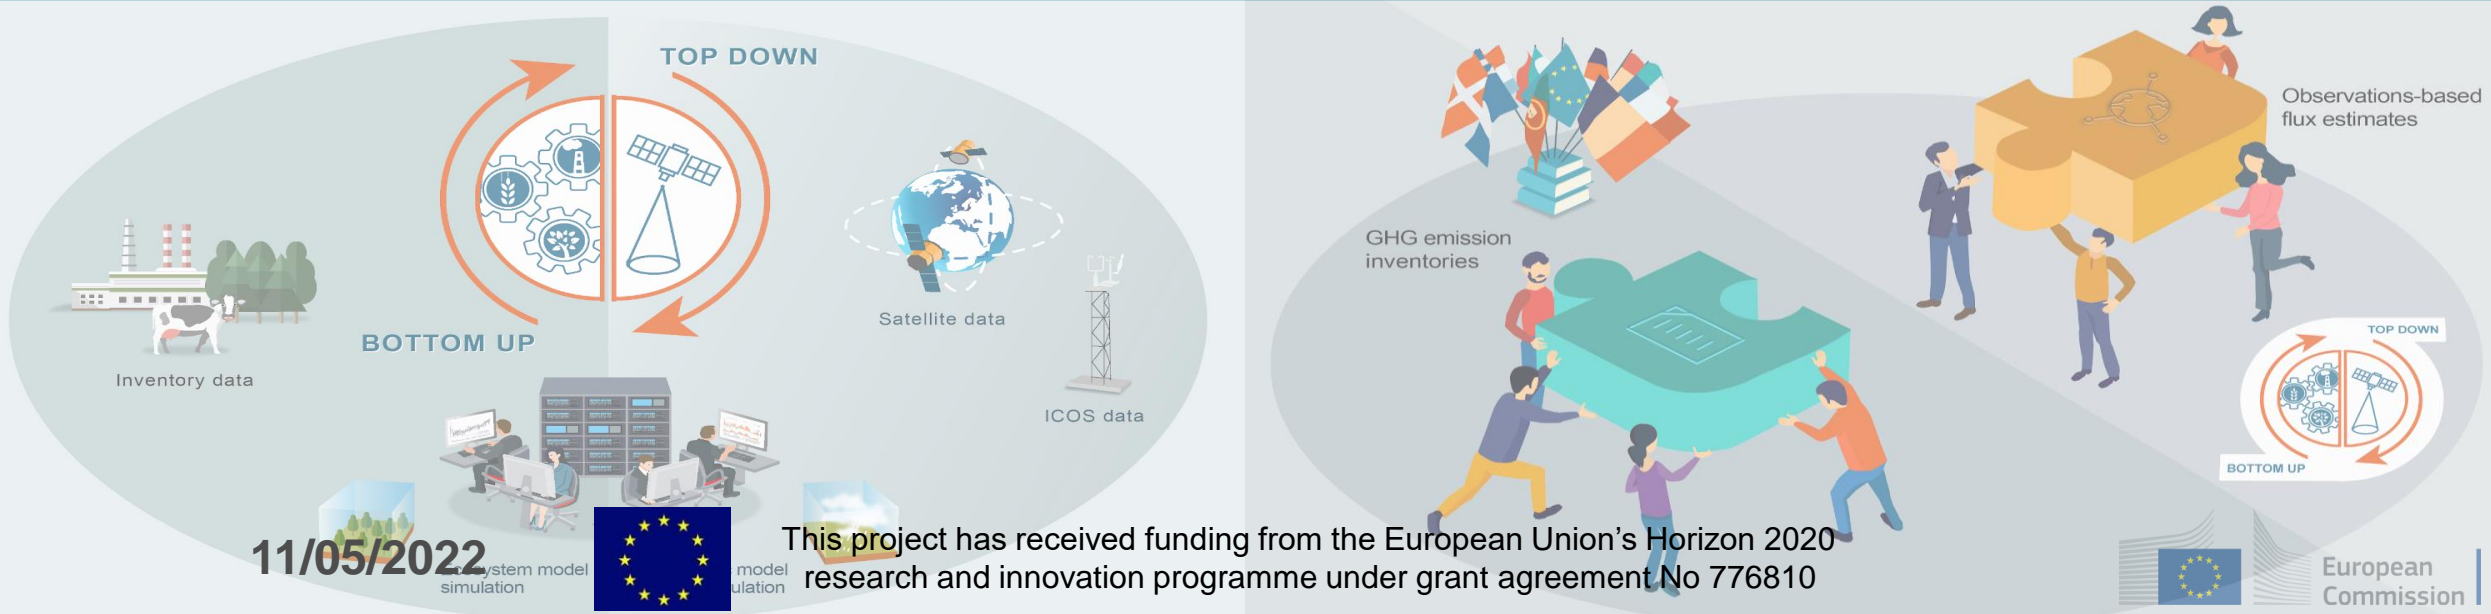 TOP DOWN
BOTTOM UP
Inventory data
Satellite data
ICOS data
model
simulation
model
GHG emission
inventories
Observations-based
flux estimates
TOP DOWN
BOTTOM UP
11/05/2022
This project has received funding from the European Union’s Horizon 2020
research and innovation programme under grant agreement No 776810
European
Commission